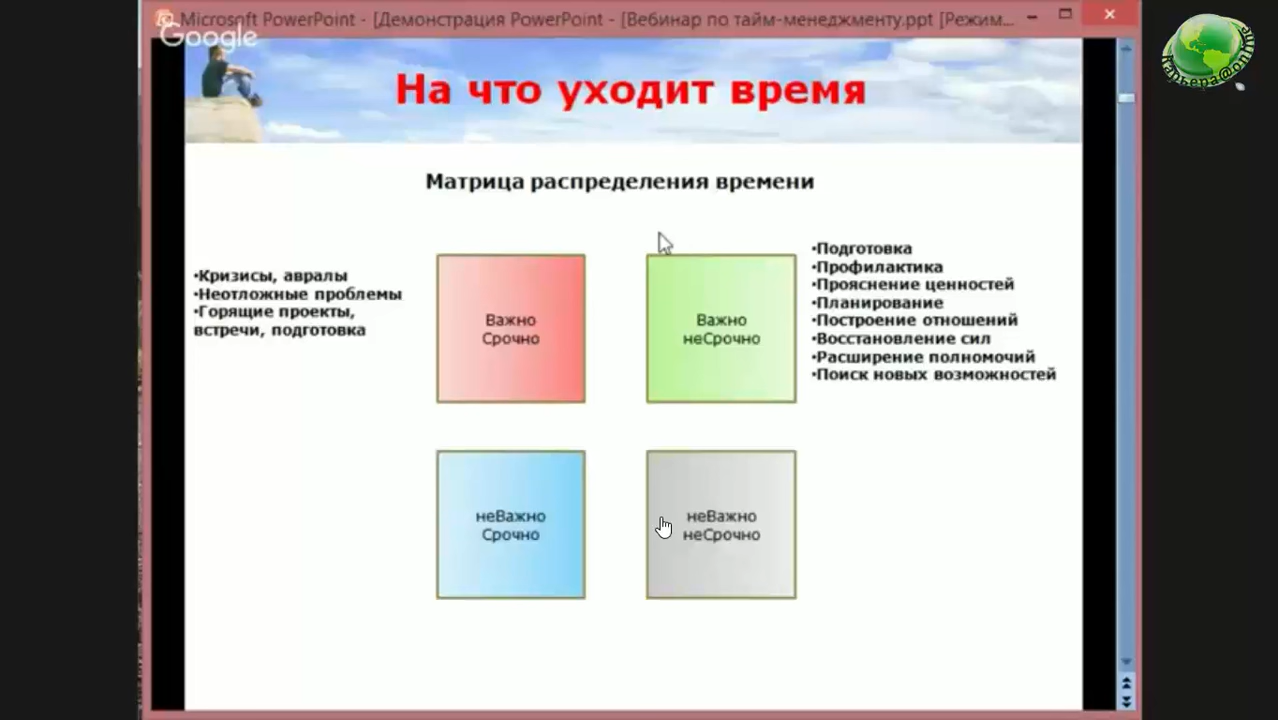 Microsoft PowerPoint - [Демонстрация PowerPoint - [Вебинар по тайм-менеджменту.ppt [Режим...
Google
Карьера@online
На что уходит время
Матрица распределения времени
•Кризисы, авралы
•Неотложные проблемы
•Горящие проекты,
встречи, подготовка
Важно
Срочно
Важно
неСрочно
•Подготовка
•Профилактика
•Прояснение ценностей
•Планирование
•Построение отношений
•Восстановление сил
•Расширение полномочий
•Поиск новых возможностей
неВажно
Срочно
неВажно
неСрочно